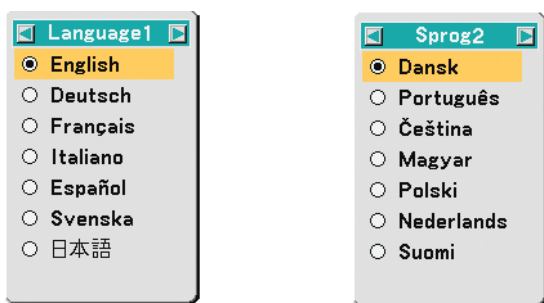 Language1
English
Deutsch
Français
Italiano
Español
Svenska
日本語
Sprog2
Dansk
Português
Čeština
Magyar
Polski
Nederlands
Suomi